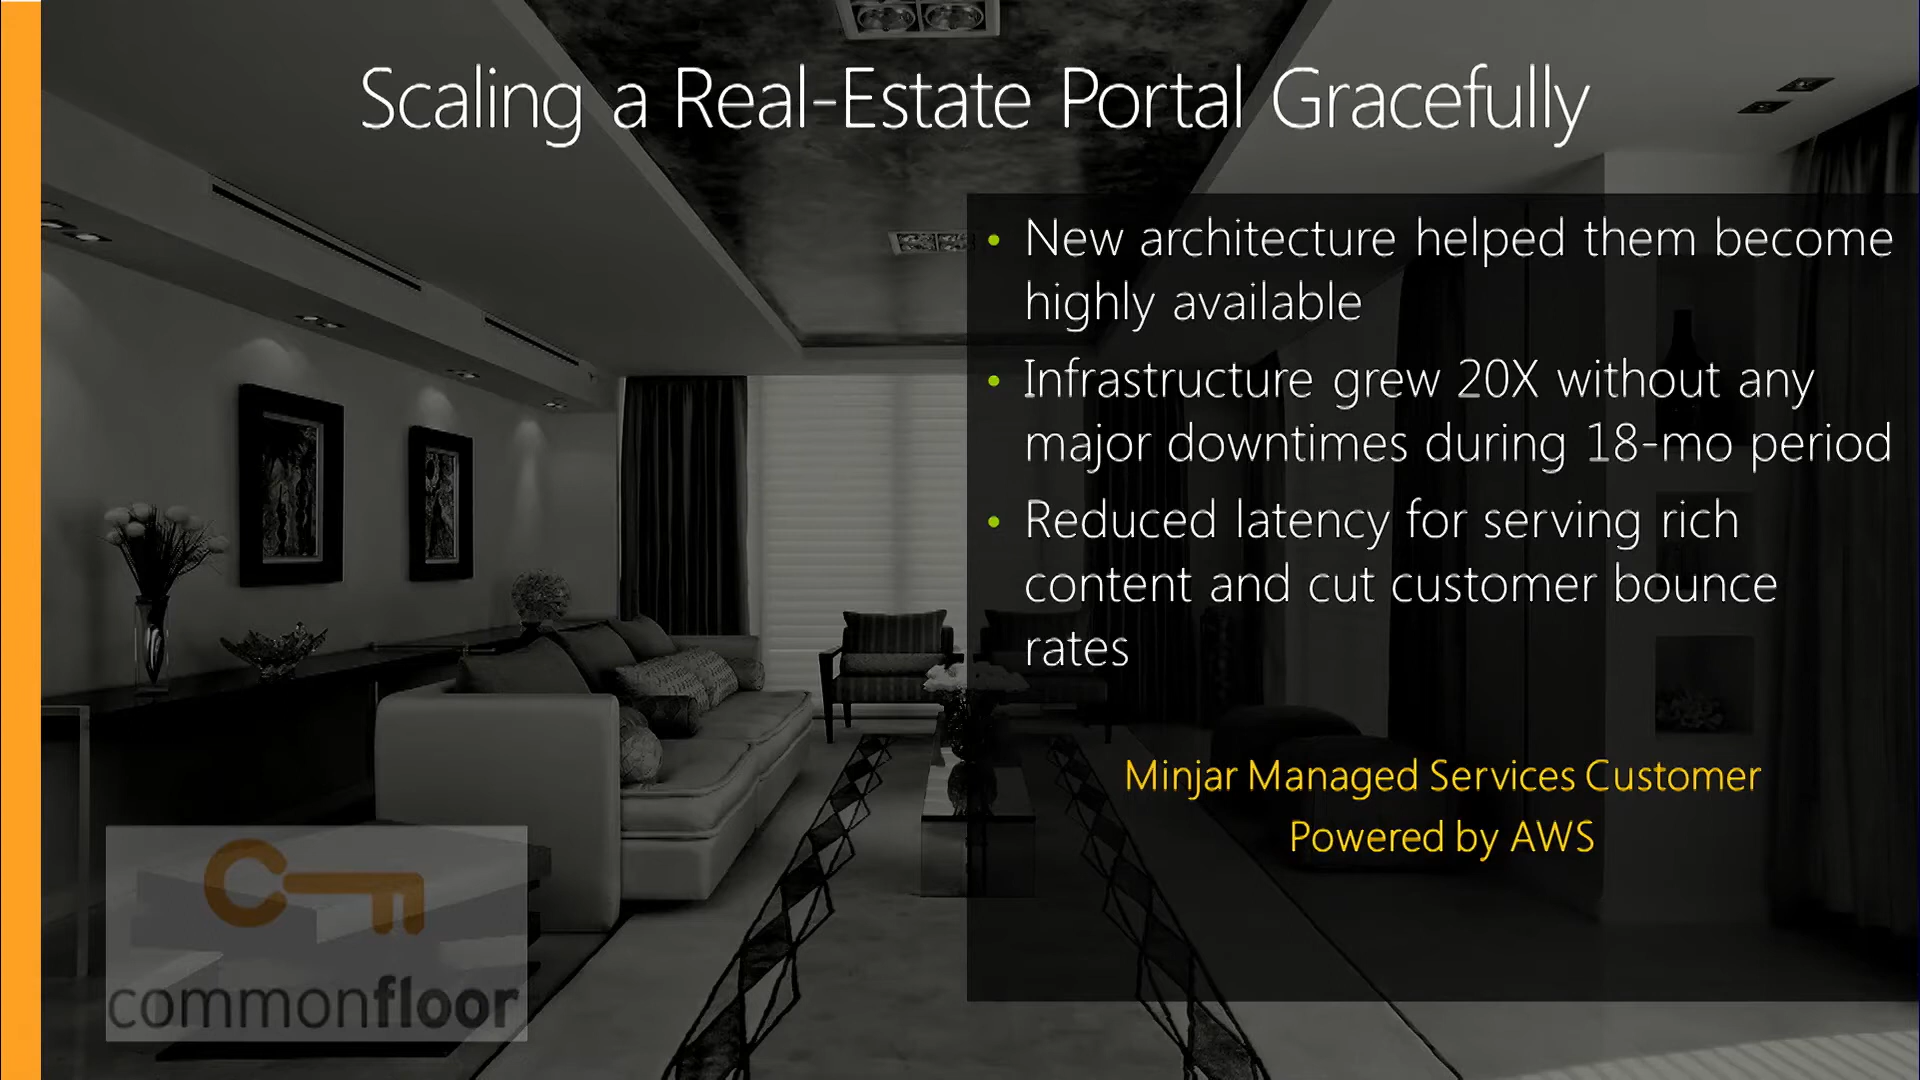 Scaling a Real-Estate Portal Gracefully
• New architecture helped them become
highly available
• Infrastructure grew 20X without any
major downtimes during 18-mo period
• Reduced latency for serving rich
content and cut customer bounce
rates
Minjar Managed Services Customer
Powered by AWS
commonfloor